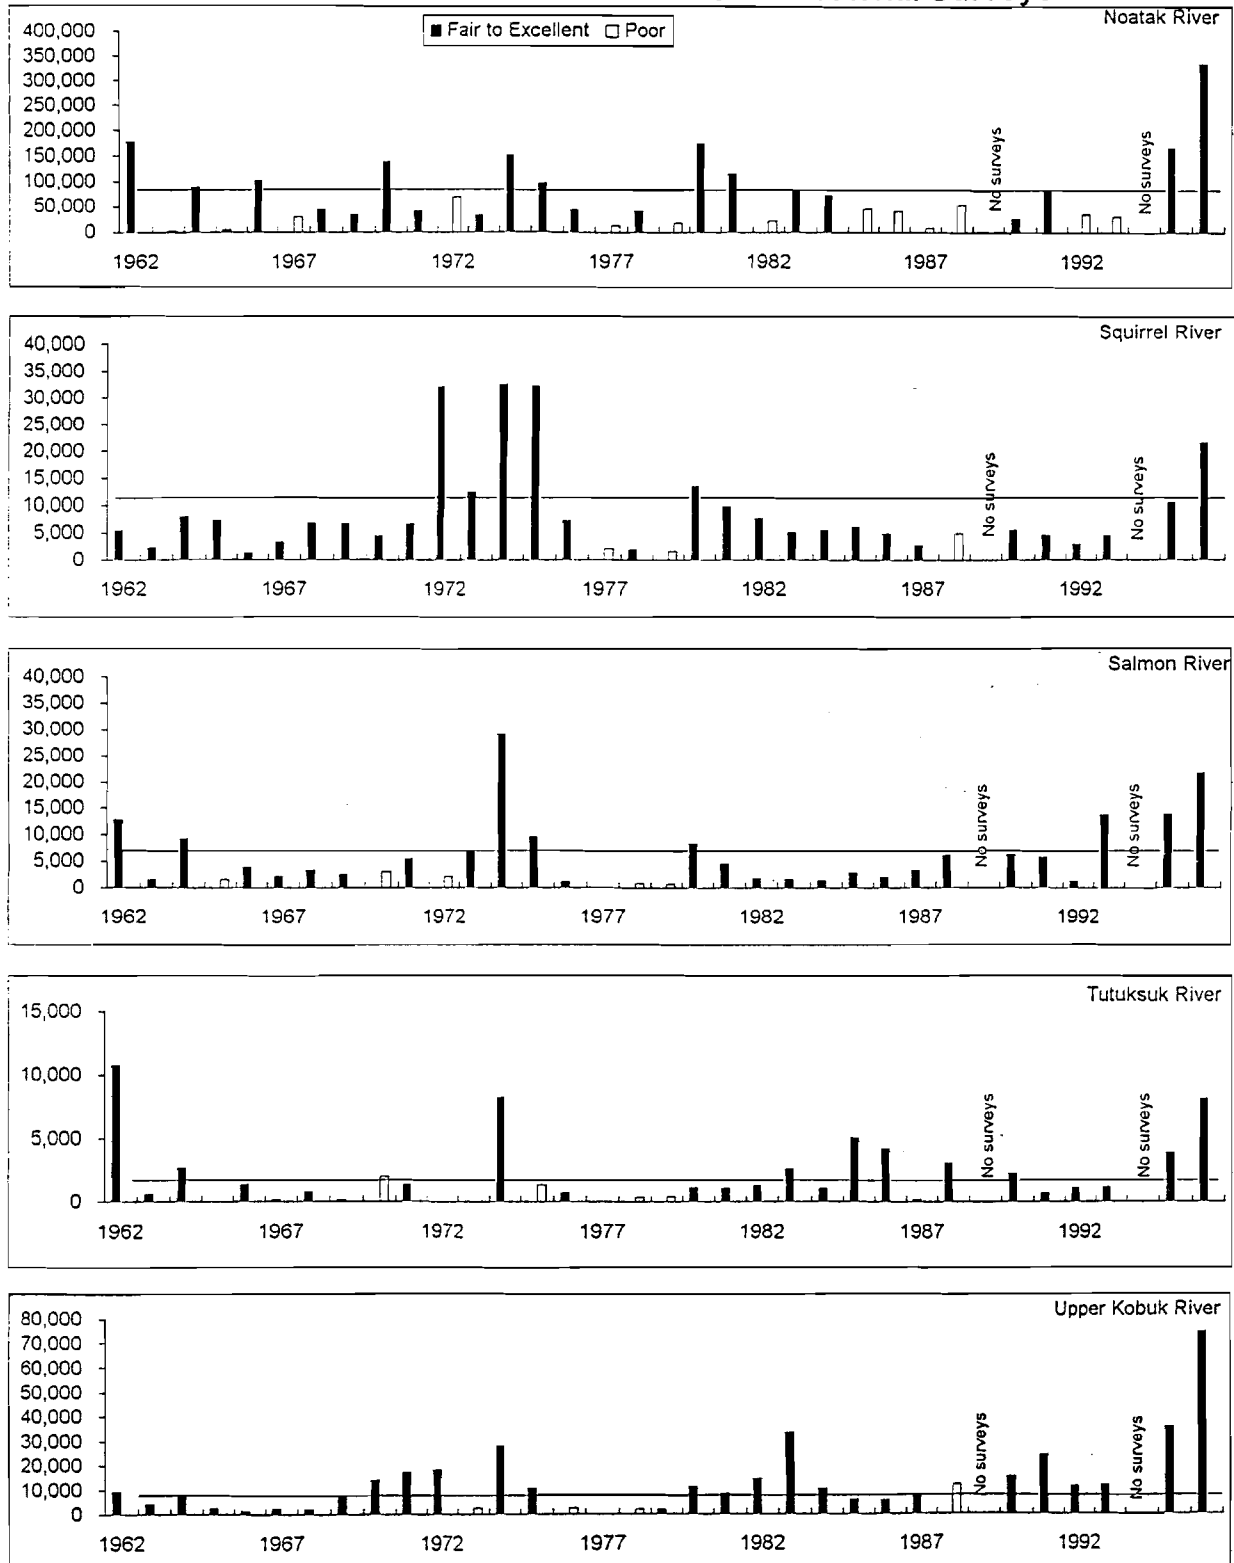 Noatak River
■ Fair to Excellent □ Poor
400,000
350,000
300,000
250,000
200,000
150,000
100,000
50,000
0
No surveys
No surveys
1962 1967 1972 1977 1982 1987 1992
Squirrel River
40,000
35,000
30,000
25,000
20,000
15,000
10,000
5,000
0
No surveys
No surveys
1962 1967 1972 1977 1982 1987 1992
Salmon River
40,000
35,000
30,000
25,000
20,000
15,000
10,000
5,000
0
No surveys
No surveys
1962 1967 1972 1977 1982 1987 1992
Tutuksuk River
15,000
10,000
5,000
0
No surveys
No surveys
1962 1967 1972 1977 1982 1987 1992
Upper Kobuk River
80,000
70,000
60,000
50,000
40,000
30,000
20,000
10,000
0
No surveys
No surveys
1962 1967 1972 1977 1982 1987 1992